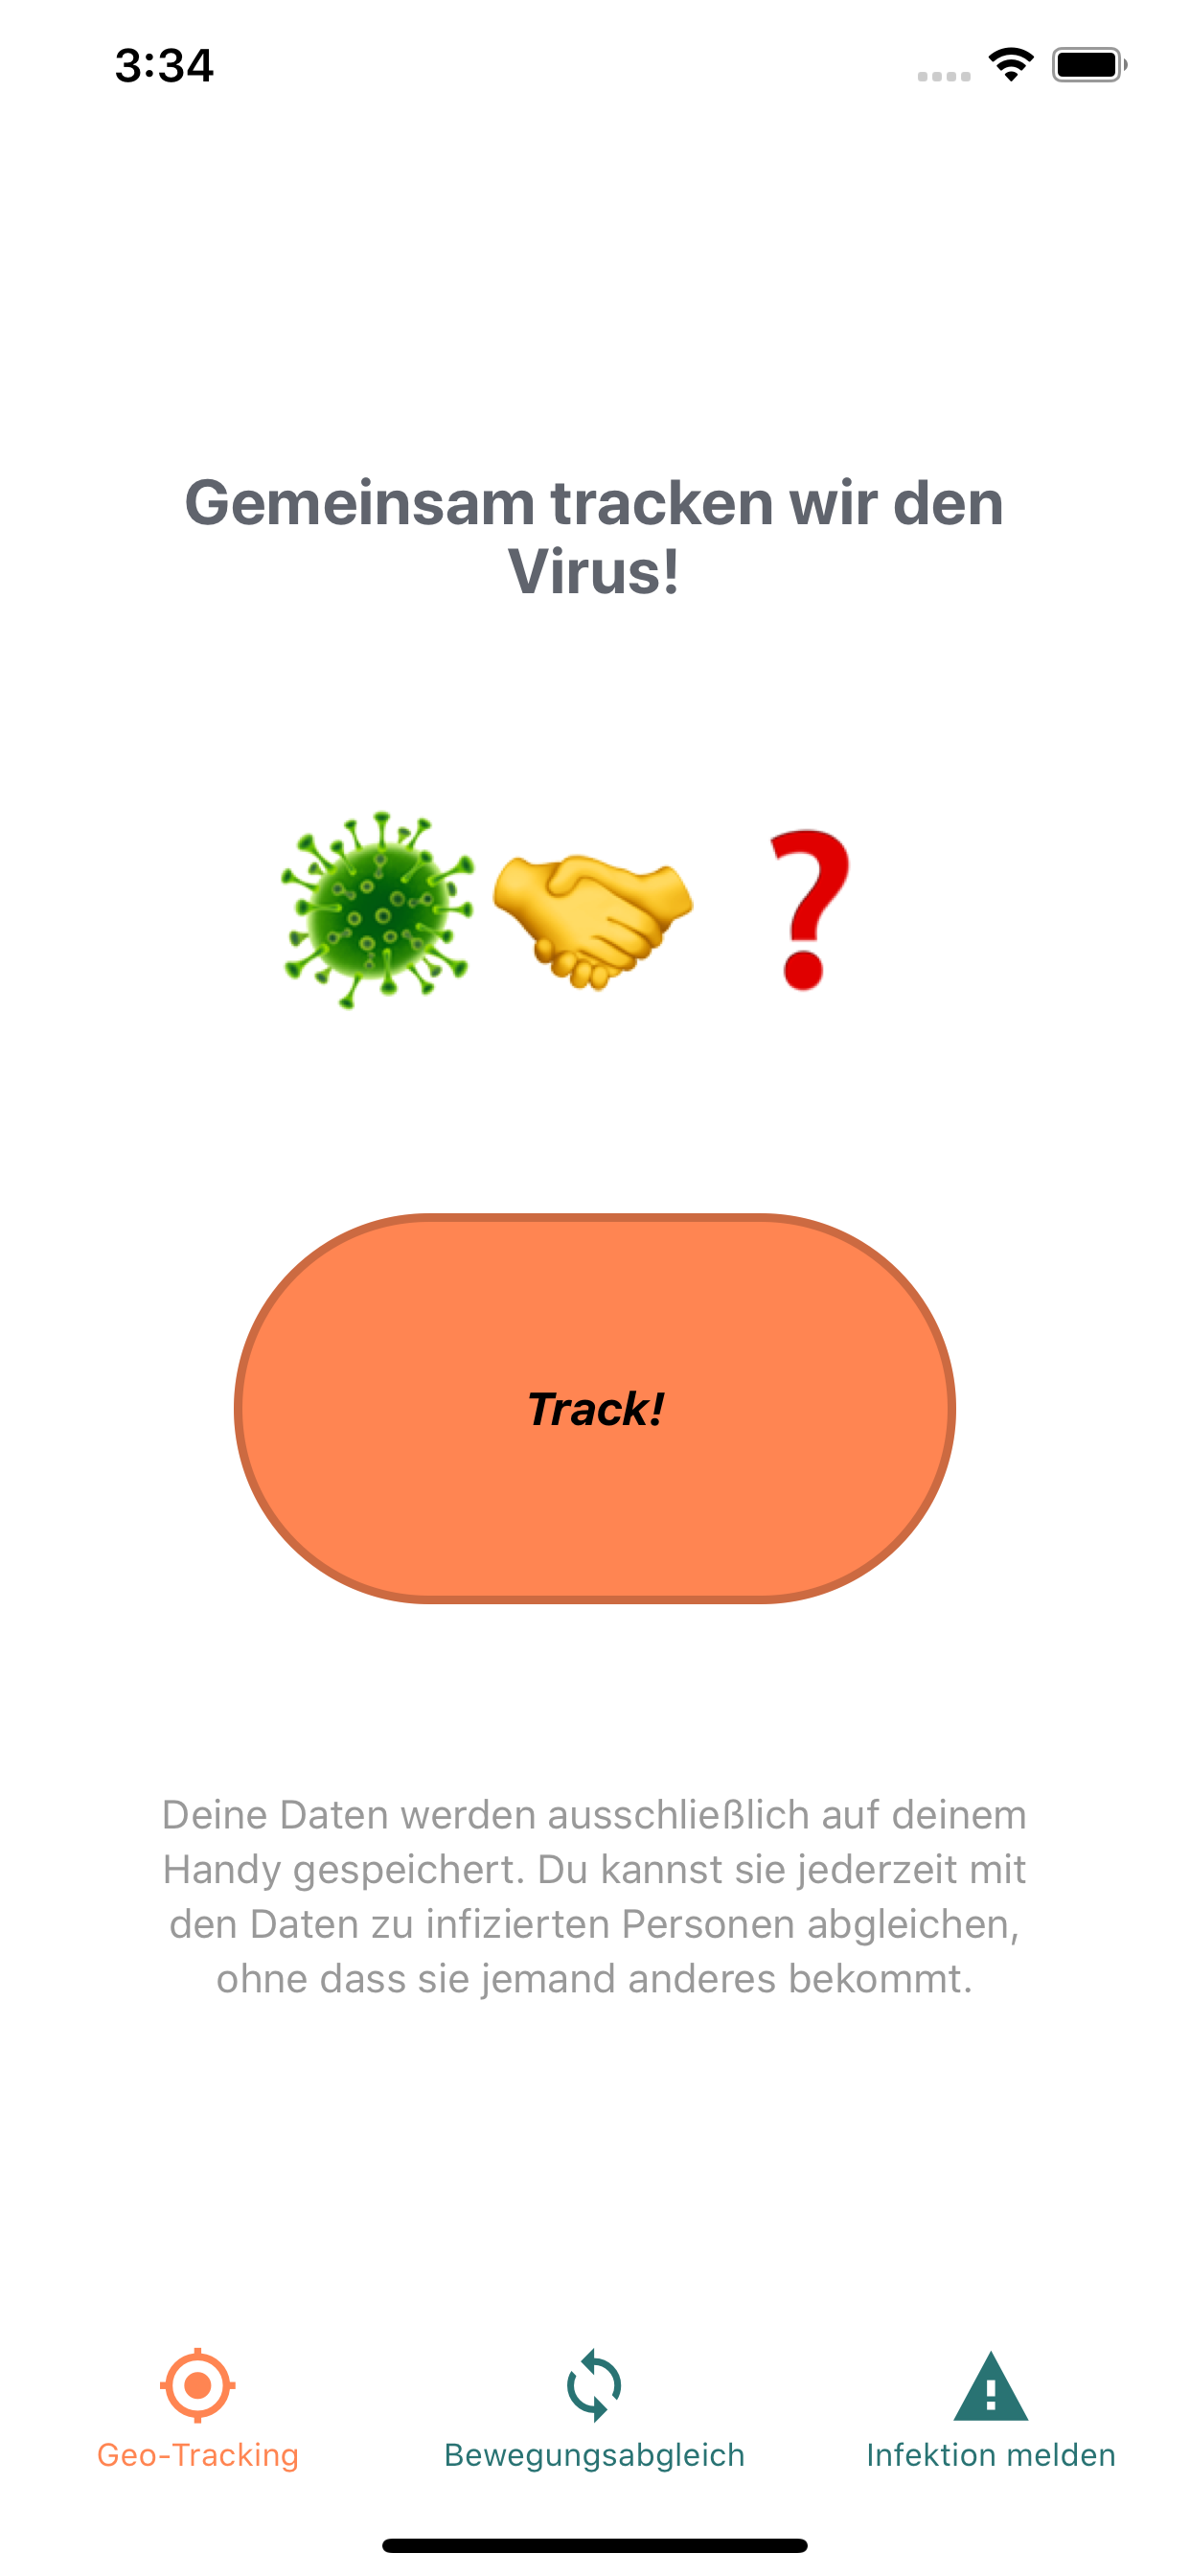 3:34
Gemeinsam tracken wir den
Virus!
Track!
Deine Daten werden ausschließlich auf deinem
Handy gespeichert. Du kannst sie jederzeit mit
den Daten zu infizierten Personen abgleichen,
ohne dass sie jemand anderes bekommt.
Geo-Tracking
Bewegungsabgleich
Infektion melden